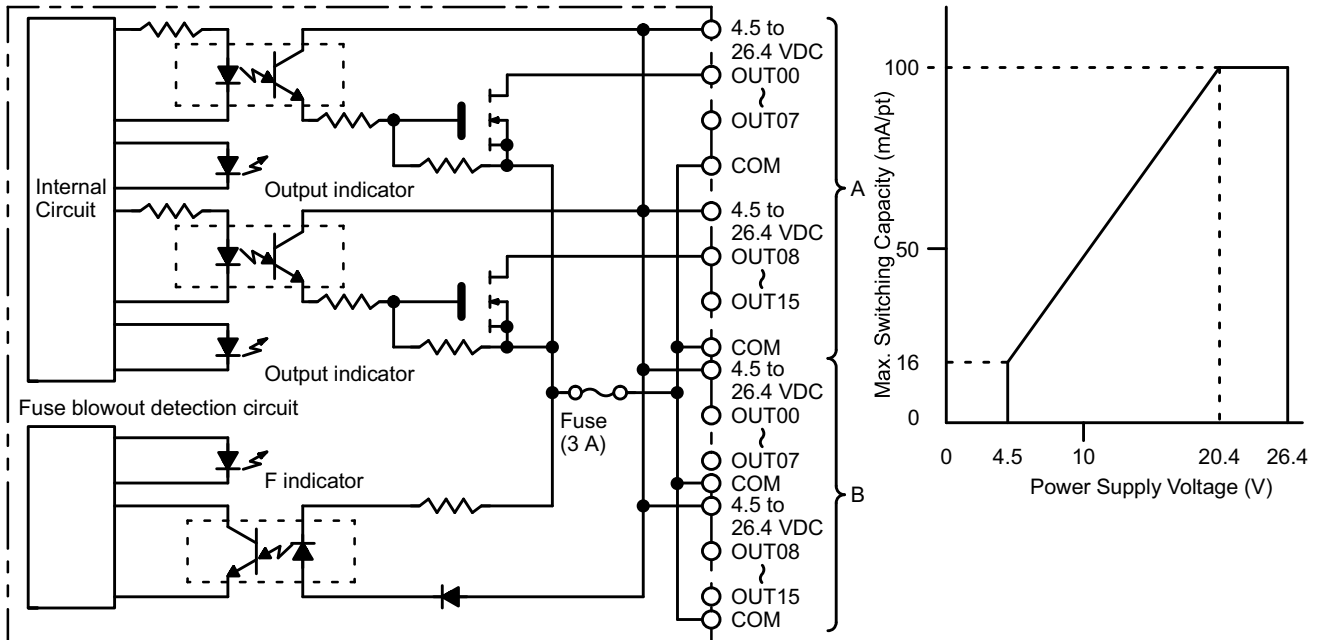 Internal
Circuit
Output indicator
Output indicator
Fuse blowout detection circuit
F indicator
Fuse
(3 A)
4.5 to
26.4 VDC
OUT00
~
OUT07
COM
4.5 to
26.4 VDC
OUT08
~
OUT15
COM
A
4.5 to
26.4 VDC
OUT00
~
OUT07
COM
4.5 to
26.4 VDC
OUT08
~
OUT15
COM
B
Max. Switching Capacity (mA/pt)
100
50
16
0
0 4.5 10 20.4 26.4
Power Supply Voltage (V)